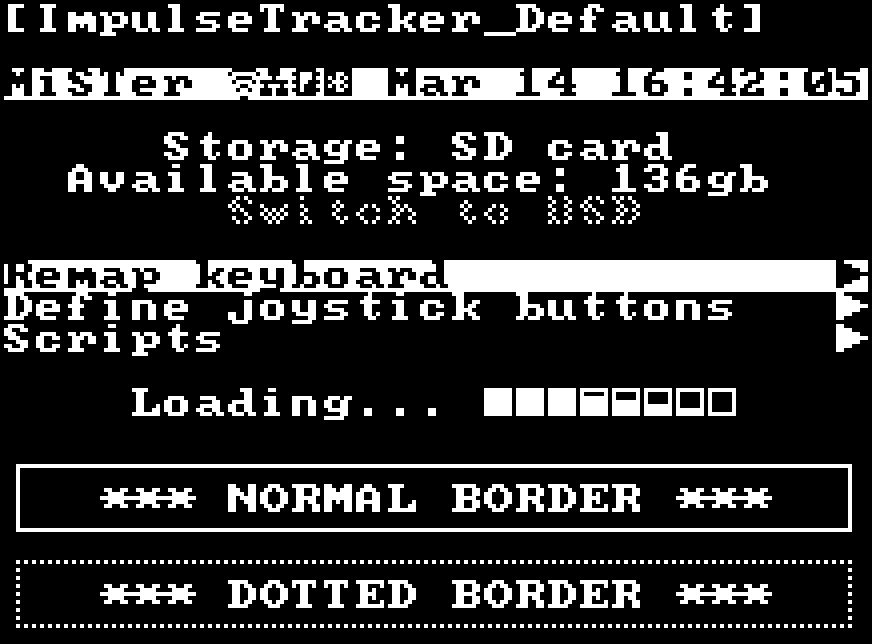 [ImpulseTracker_Default]
MiSTer Mar 14 16:42:05
Storage: SD card
Available space: 136gb
Switch to USB
Remap keyboard
Define joystick buttons
Scripts
Loading...
*** NORMAL BORDER ***
*** DOTTED BORDER ***